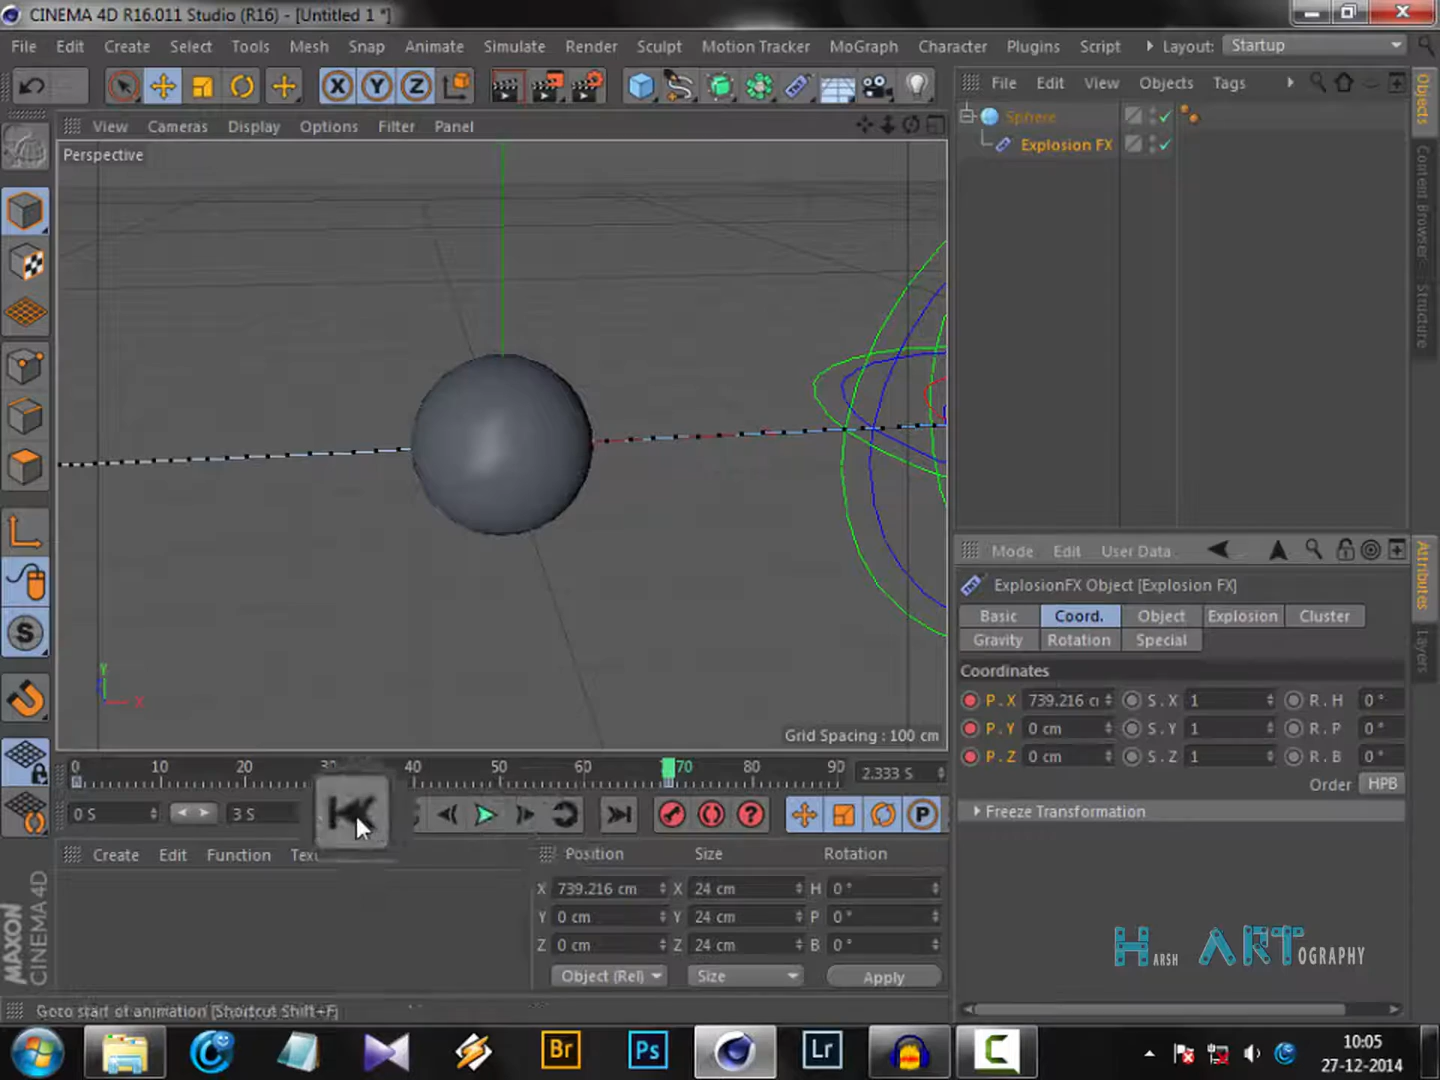 CINEMA 4D R16.011 Studio (R16) - [Untitled 1 *]
File Edit Create Select Tools Mesh Snap Animate Simulate Render Sculpt Motion Tracker MoGraph Character Plugins Script Layout: Startup
X Y Z
File Edit View Objects Tags
View Cameras Display Options Filter Panel
Perspective
Sphere
Explosion FX
Objects
Content Browser
Structure
Y
X
Grid Spacing : 100 cm
S
Mode Edit User Data
ExplosionFX Object [Explosion FX]
Basic Coord. Object Explosion Cluster
Gravity Rotation Special
Coordinates
P . X 739.216 c S . X 1 R . H 0 °
P . Y 0 cm S . Y 1 R . P 0 °
P . Z 0 cm S . Z 1 R . B 0 °
Order HPB
Freeze Transformation
Attributes
Layers
0 10 20 30 40 50 60 70 80 90 2.333 S
0 S 3 S ? P
Create Edit Function Tex
Position Size Rotation
X 739.216 cm X 24 cm H 0 °
Y 0 cm Y 24 cm P 0 °
Z 0 cm Z 24 cm B 0 °
Object (Rel) Size Apply
MAXON
CINEMA 4D
HARSH ARTOGRAPHY
Goto start of animation [Shortcut Shift+F]
Br Ps Lr C
10:05
27-12-2014